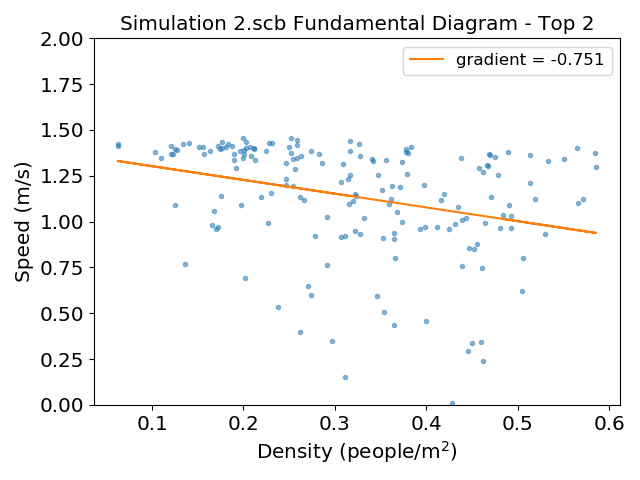 Simulation 2.scb Fundamental Diagram - Top 2
gradient = -0.751
2.00
1.75
1.50
1.25
1.00
0.75
0.50
0.25
0.00
Speed (m/s)
0.1 0.2 0.3 0.4 0.5 0.6
Density (people/m²)